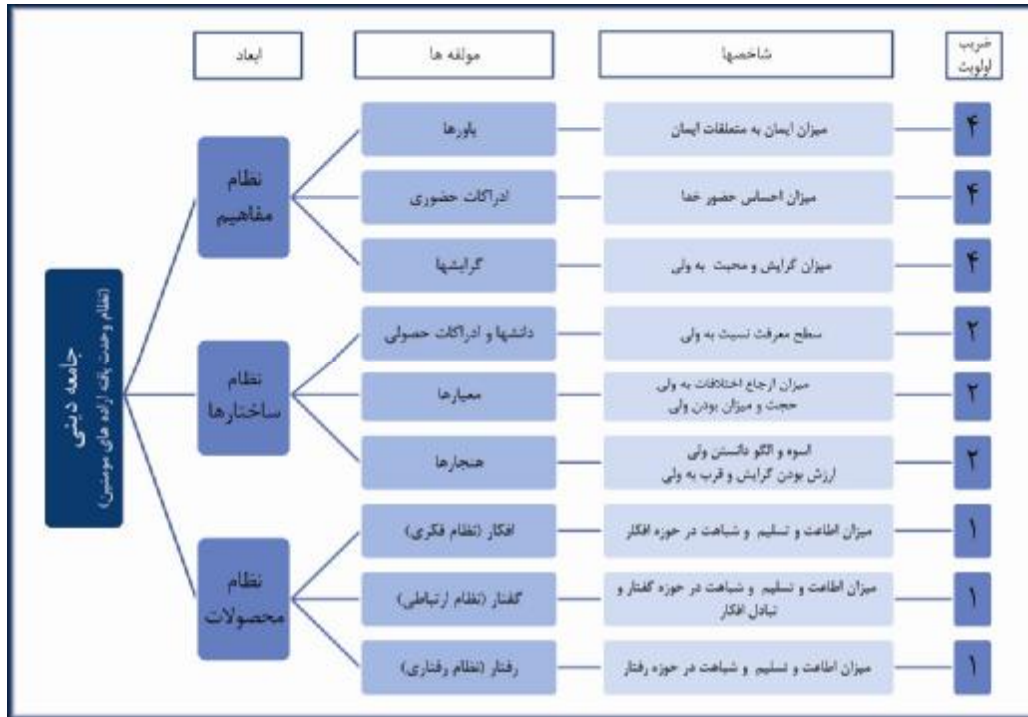 ابعاد
مولفه ها
شاخصها
ضریب
اولویت
جامعه دینی
(نظام وحدت یافته اراده های مومنین)
نظام
مفاهیم
باورها
میزان ایمان به متعلقات ایمان
۴
ادراکات حضوری
میزان احساس حضور خدا
۴
گرایشها
میزان گرایش و محبت به ولی
۴
نظام
ساختارها
دانشها و ادراکات حصولی
سطح معرفت نسبت به ولی
۲
معیارها
میزان ارجاع اختلافات به ولی
حجت و میزان بودن ولی
۲
هنجارها
اسوه و الگو دانستن ولی
ارزش بودن گرایش و قرب به ولی
۲
نظام
محصولات
افکار (نظام فکری)
میزان اطاعت و تسلیم و شباهت در حوزه افکار
۱
گفتار (نظام ارتباطی)
میزان اطاعت و تسلیم و شباهت در حوزه گفتار و
تبادل افکار
۱
رفتار (نظام رفتاری)
میزان اطاعت و تسلیم و شباهت در حوزه رفتار
۱